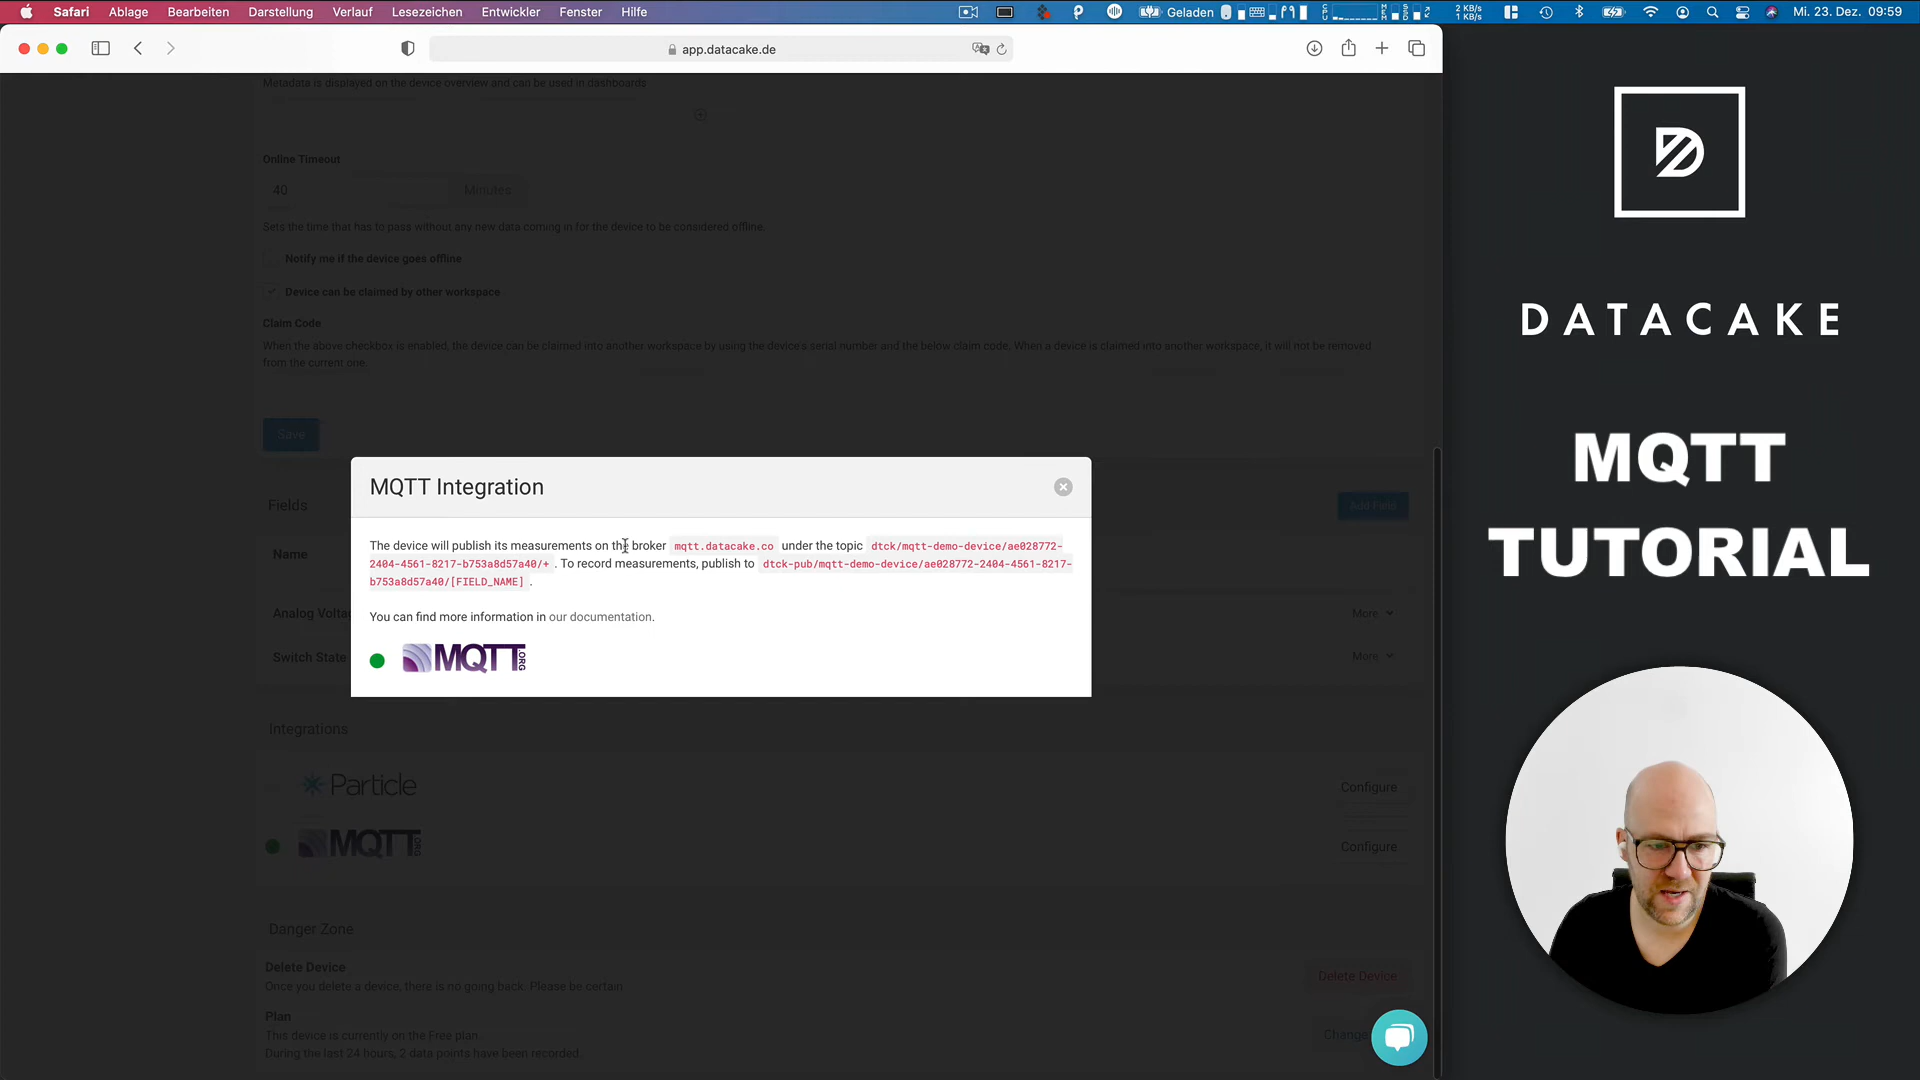 Safari Ablage Bearbeiten Darstellung Verlauf Lesezeichen Entwickler Fenster Hilfe Geladen 2 KB/s 1 KB/s Mi. 23. Dez. 09:59
app.datacake.de
Metadata is displayed on the device overview and can be used in dashboards
Online Timeout
40 Minutes
Sets the time that has to pass without any new data coming in for the device to be considered offline.
Notify me if the device goes offline
Device can be claimed by other workspace
Claim Code
When the above checkbox is enabled, the device can be claimed into another workspace by using the device's serial number and the below claim code. When a device is claimed into another workspace, it will not be removed
from the current one.
Save
Fields Add Field
Name
Analog Volta More
Switch State More
MQTT Integration
The device will publish its measurements on the broker mqtt.datacake.co under the topic dtck/mqtt-demo-device/ae028772-
2404-4561-8217-b753a8d57a40/+ . To record measurements, publish to dtck-pub/mqtt-demo-device/ae028772-2404-4561-8217-
b753a8d57a40/[FIELD_NAME] .
You can find more information in our documentation.
MQTT.ORG
Integrations
Particle Configure
MQTT.ORG Configure
Danger Zone
Delete Device
Once you delete a device, there is no going back. Please be certain
Delete Device
Plan
This device is currently on the Free plan.
During the last 24 hours, 2 data points have been recorded.
Change
DATACAKE
MQTT
TUTORIAL